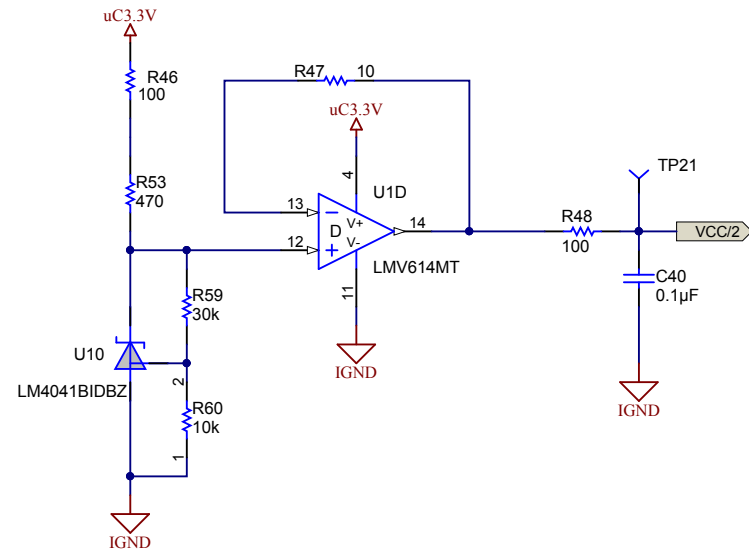 uC3.3V
R46
100
R53
470
R47 10
uC3.3V
4
U1D
13
V+
D
V-
12
14
LMV614MT
11
IGND
R48
100
TP21
VCC/2
C40
0.1µF
IGND
R59
30k
U10
LM4041BIDBZ
2
R60
10k
1
IGND